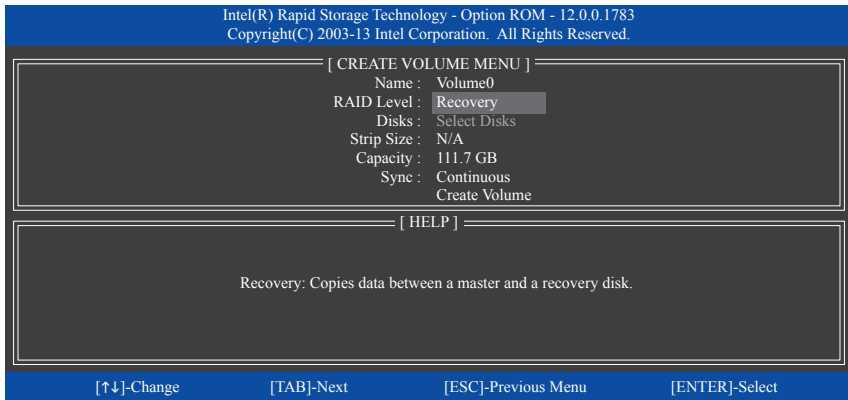 Intel(R) Rapid Storage Technology - Option ROM - 12.0.0.1783
Copyright(C) 2003-13 Intel Corporation. All Rights Reserved.
[ CREATE VOLUME MENU ]
Name : Volume0
RAID Level : Recovery
Disks : Select Disks
Strip Size : N/A
Capacity : 111.7 GB
Sync : Continuous
Create Volume
[ HELP ]
Recovery: Copies data between a master and a recovery disk.
[↑↓]-Change [TAB]-Next [ESC]-Previous Menu [ENTER]-Select